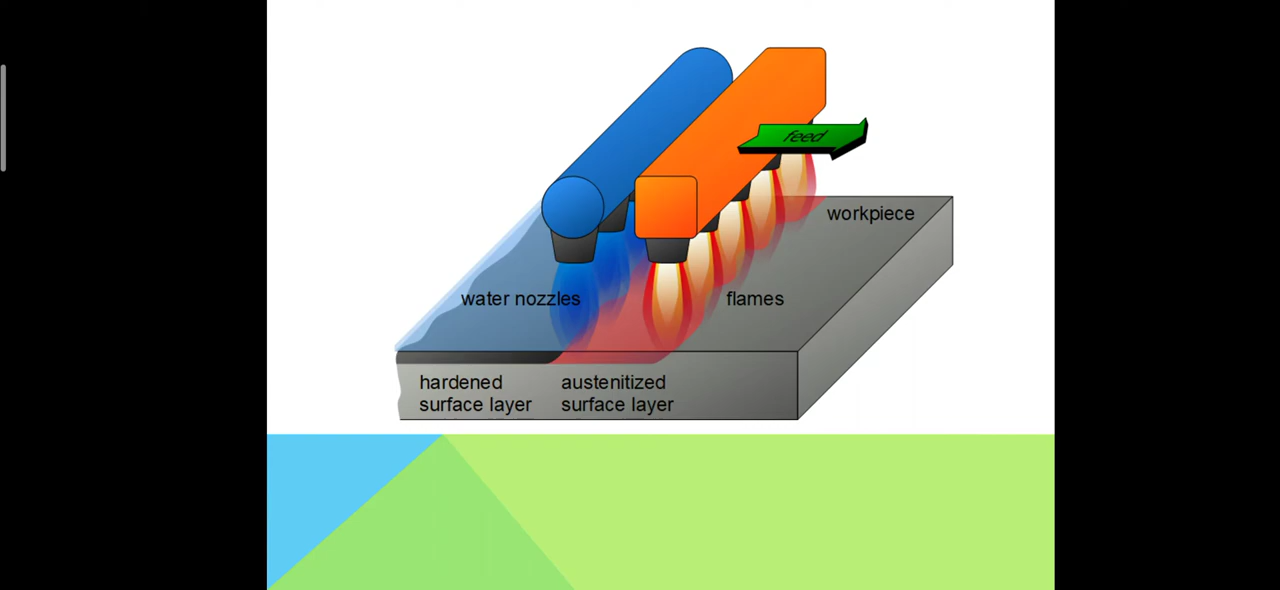 feed
workpiece
water nozzles
flames
hardened
surface layer
austenitized
surface layer